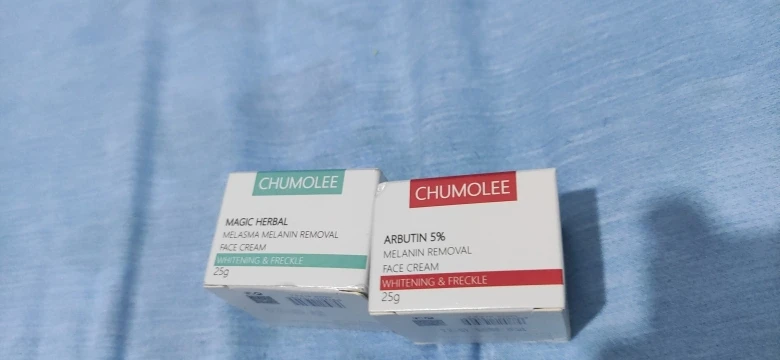 CHUMOLEE
MAGIC HERBAL
MELASMA MELANIN REMOVAL
FACE CREAM
WHITENING & FRECKLE
25g
CHUMOLEE
ARBUTIN 5%
MELANIN REMOVAL
FACE CREAM
WHITENING & FRECKLE
25g